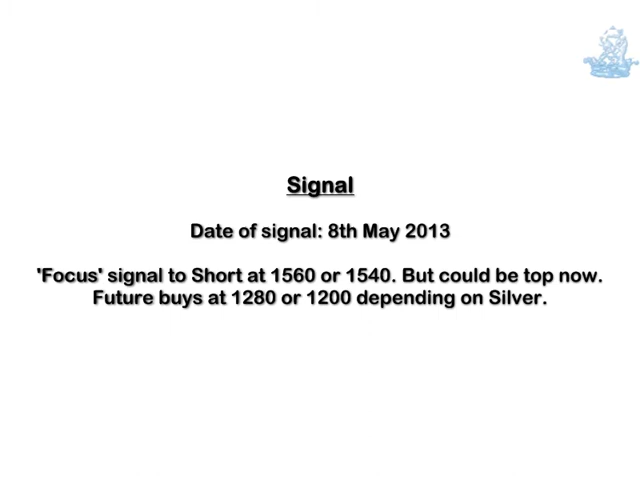 Signal
Date of signal: 8th May 2013
'Focus' signal to Short at 1560 or 1540. But could be top now.
Future buys at 1280 or 1200 depending on Silver.